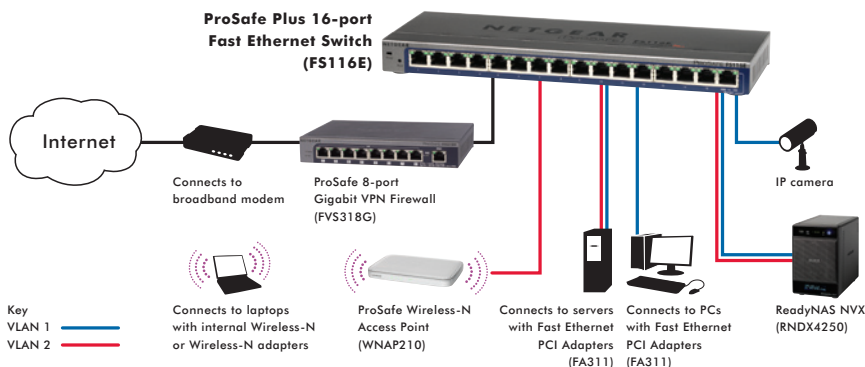 ProSafe Plus 16-port
Fast Ethernet Switch
(FS116E)
NETGEAR
NETGEAR
Internet
Connects to
broadband modem
ProSafe 8-port
Gigabit VPN Firewall
(FVS318G)
IP camera
Connects to laptops
with internal Wireless-N
or Wireless-N adapters
ProSafe Wireless-N
Access Point
(WNAP210)
Connects to servers
with Fast Ethernet
PCI Adapters
(FA311)
Connects to PCs
with Fast Ethernet
PCI Adapters
(FA311)
ReadyNAS NVX
(RNDX4250)
Key
VLAN 1
VLAN 2